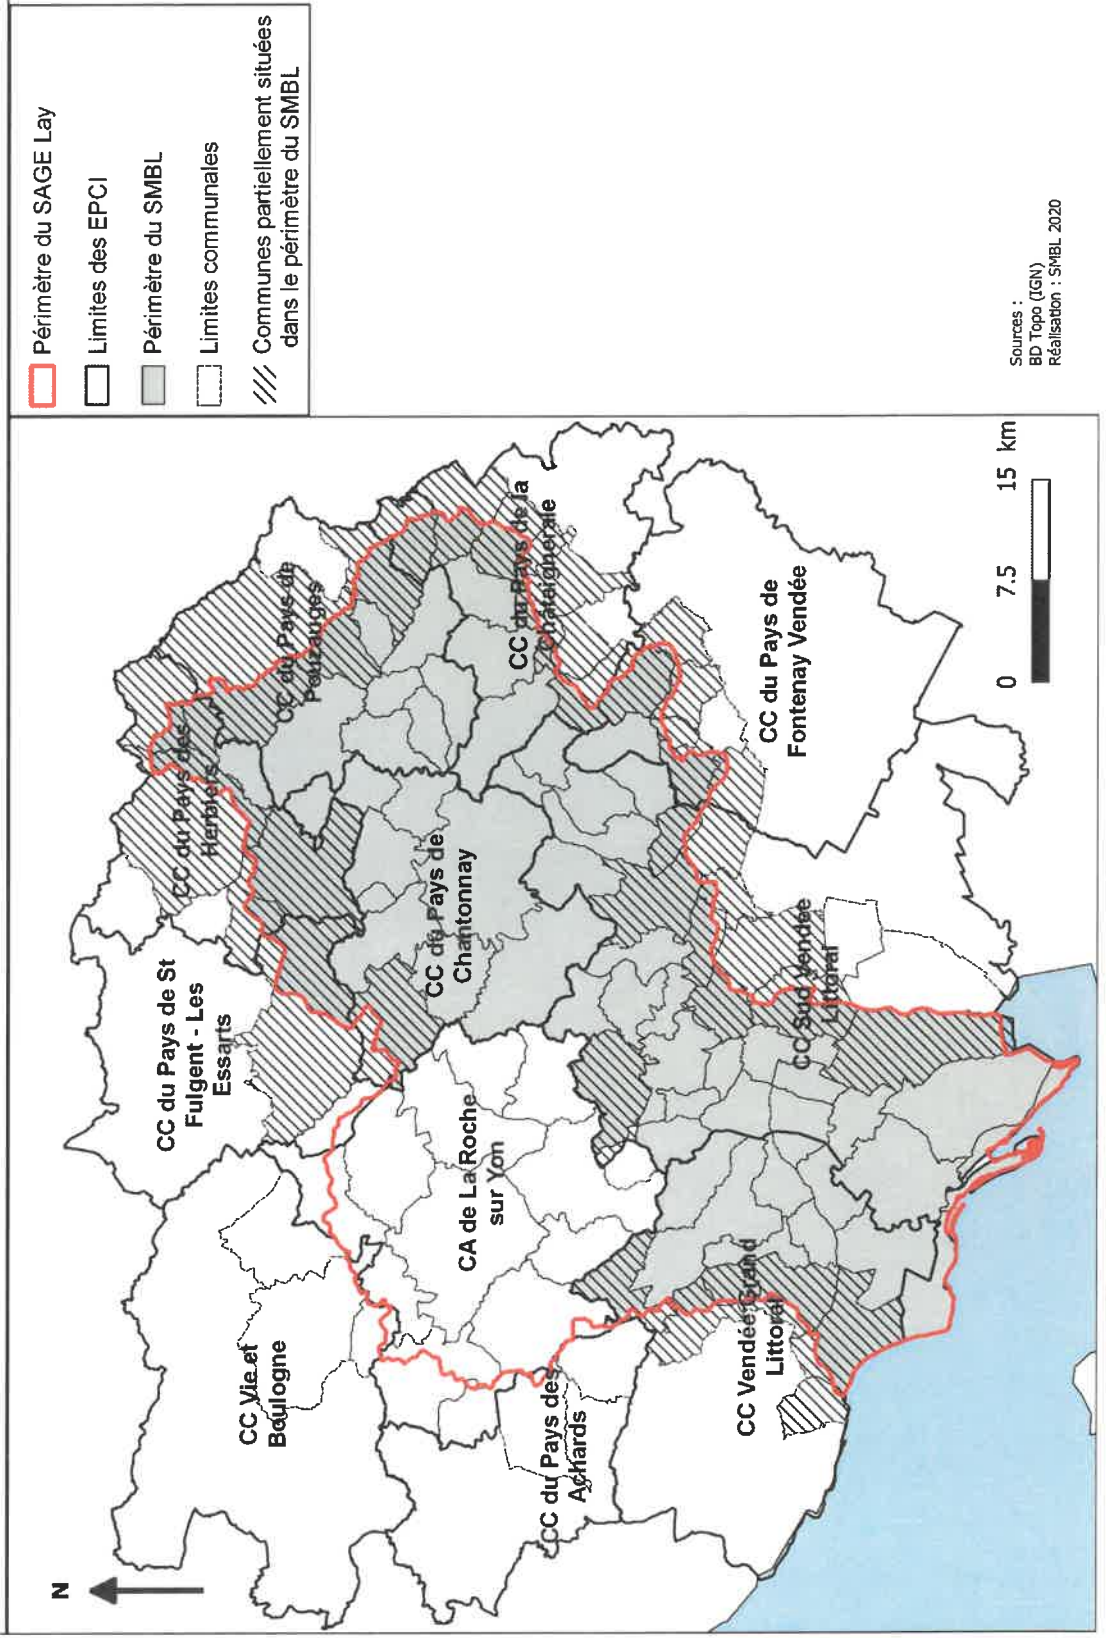 Périmètre du SAGE Lay
Limites des EPCI
Périmètre du SMBL
Limites communales
Communes partiellement situées
dans le périmètre du SMBL
N
CC Vie et
Boulogne
CC du Pays de St
Fulgent - Les
Essarts
CC du Pays des
Herbiers
CC du Pays de
Pouzauges
CC du Pays des
Achards
CA de La Roche
sur Yon
CC du Pays de
Chantonnay
CC du Pays de la
Châtaigneraie
CC Vendée Grand
Littoral
CC Sud Vendée
Littoral
CC du Pays de
Fontenay Vendée
0 7.5 15 km
Sources :
BD Topo (IGN)
Réalisation : SMBL 2020